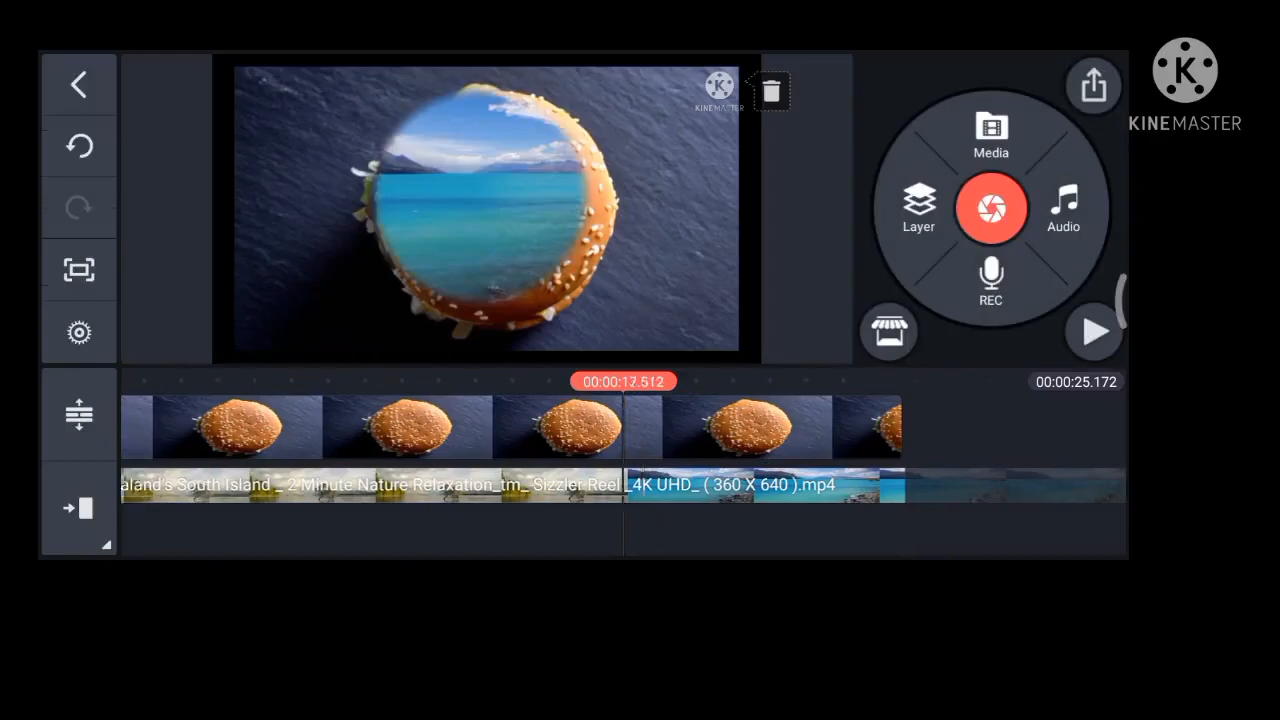 KINEMASTER
KINEMASTER
Media
Layer
Audio
REC
00:00:17.512
00:00:25.172
aland's South Island _ 2 Minute Nature Relaxation_tm_ Sizzler Reel _4K UHD_ ( 360 X 640 ).mp4